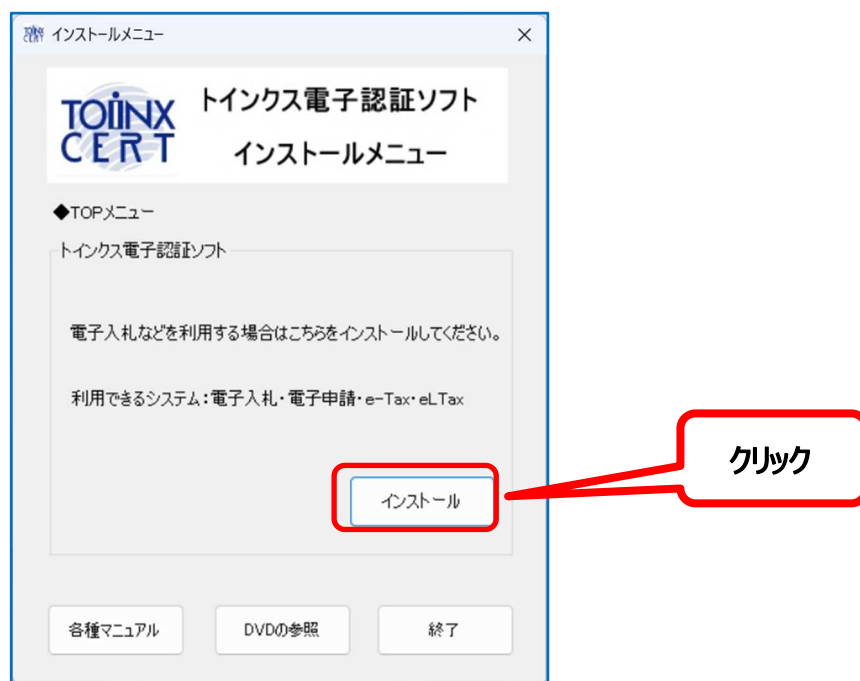 インストールメニュー
TOiNX
CERT
トインクス電子認証ソフト
インストールメニュー
◆TOPメニュー
トインクス電子認証ソフト
電子入札などを利用する場合はこちらをインストールしてください。
利用できるシステム：電子入札・電子申請・e-Tax・eLTax
クリック
インストール
各種マニュアル
DVDの参照
終了